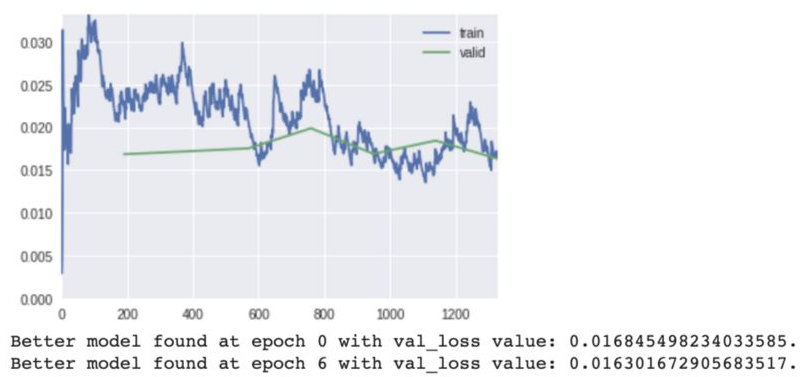 0.030
0.025
0.020
0.015
0.010
0.005
0.000
train
valid
0 200 400 600 800 1000 1200
Better model found at epoch 0 with val_loss value: 0.016845498234033585.
Better model found at epoch 6 with val_loss value: 0.016301672905683517.